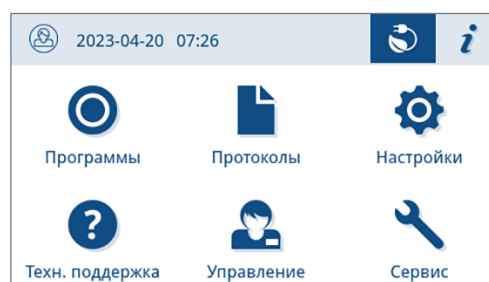 2023-04-20 07:26 i
Программы Протоколы Настройки
?
Техн. поддержка Управление Сервис